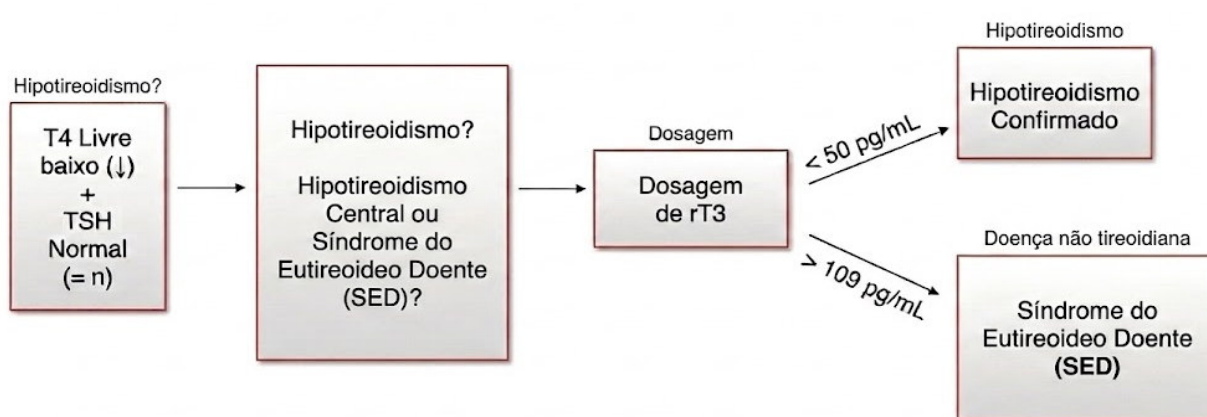 Hipotireoidismo?
T4 Livre
baixo (↓)
+
TSH
Normal
(= n)
Hipotireoidismo?
Hipotireoidismo
Central ou
Síndrome do
Eutireoideo Doente
(SED)?
Dosagem
Dosagem
de rT3
< 50 pg/mL
> 109 pg/mL
Hipotireoidismo
Hipotireoidismo
Confirmado
Doença não tireoidiana
Síndrome do
Eutireoideo Doente
(SED)